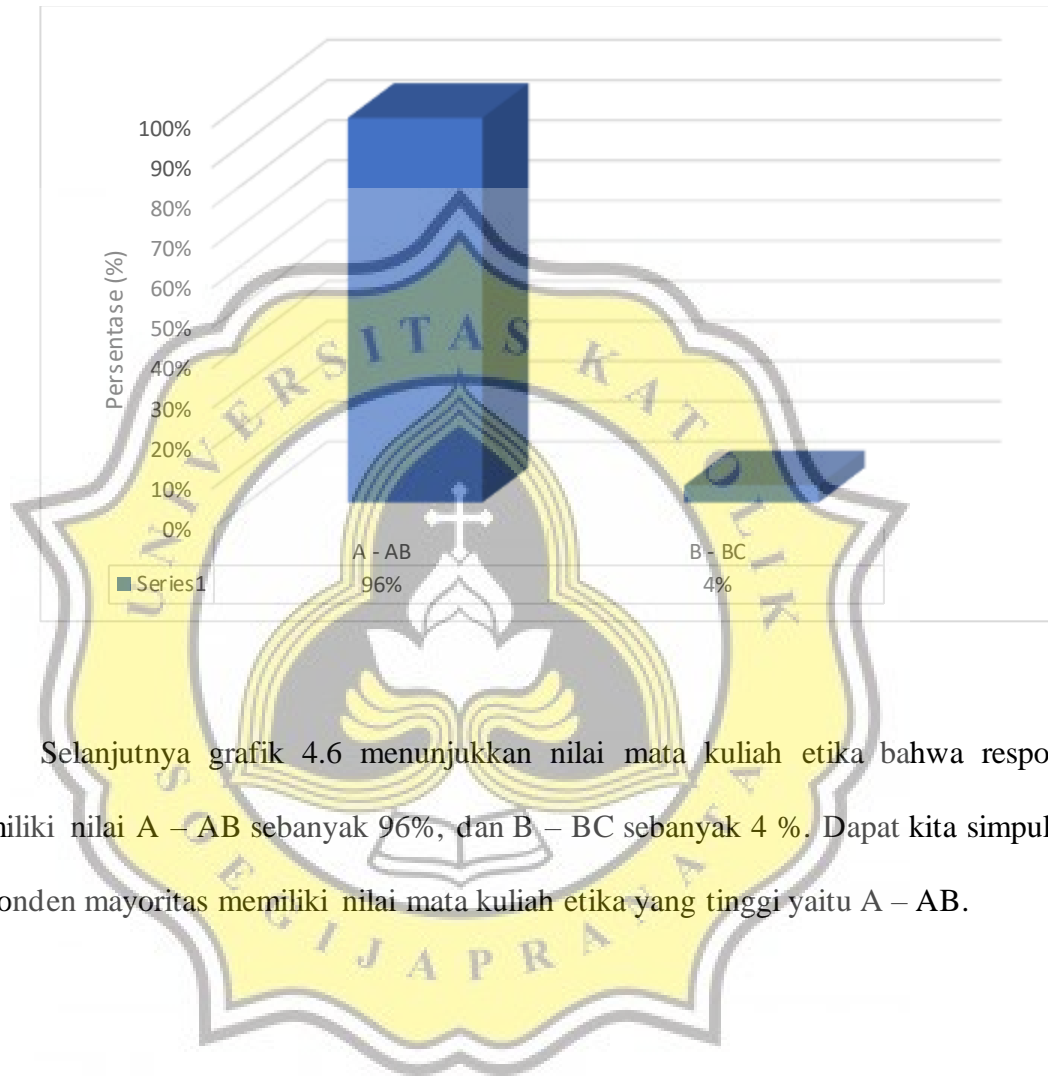 100%
90%
80%
70%
60%
50%
40%
30%
20%
10%
0%
Persentase (%)
A - AB B - BC
Series1 96% 4%
UNIVERSITAS KATOLIK
SOEGIJAPRANATA
Selanjutnya grafik 4.6 menunjukkan nilai mata kuliah etika bahwa respo
niliki nilai A – AB sebanyak 96%, dan B – BC sebanyak 4 %. Dapat kita simpul
onden mayoritas memiliki nilai mata kuliah etika yang tinggi yaitu A – AB.